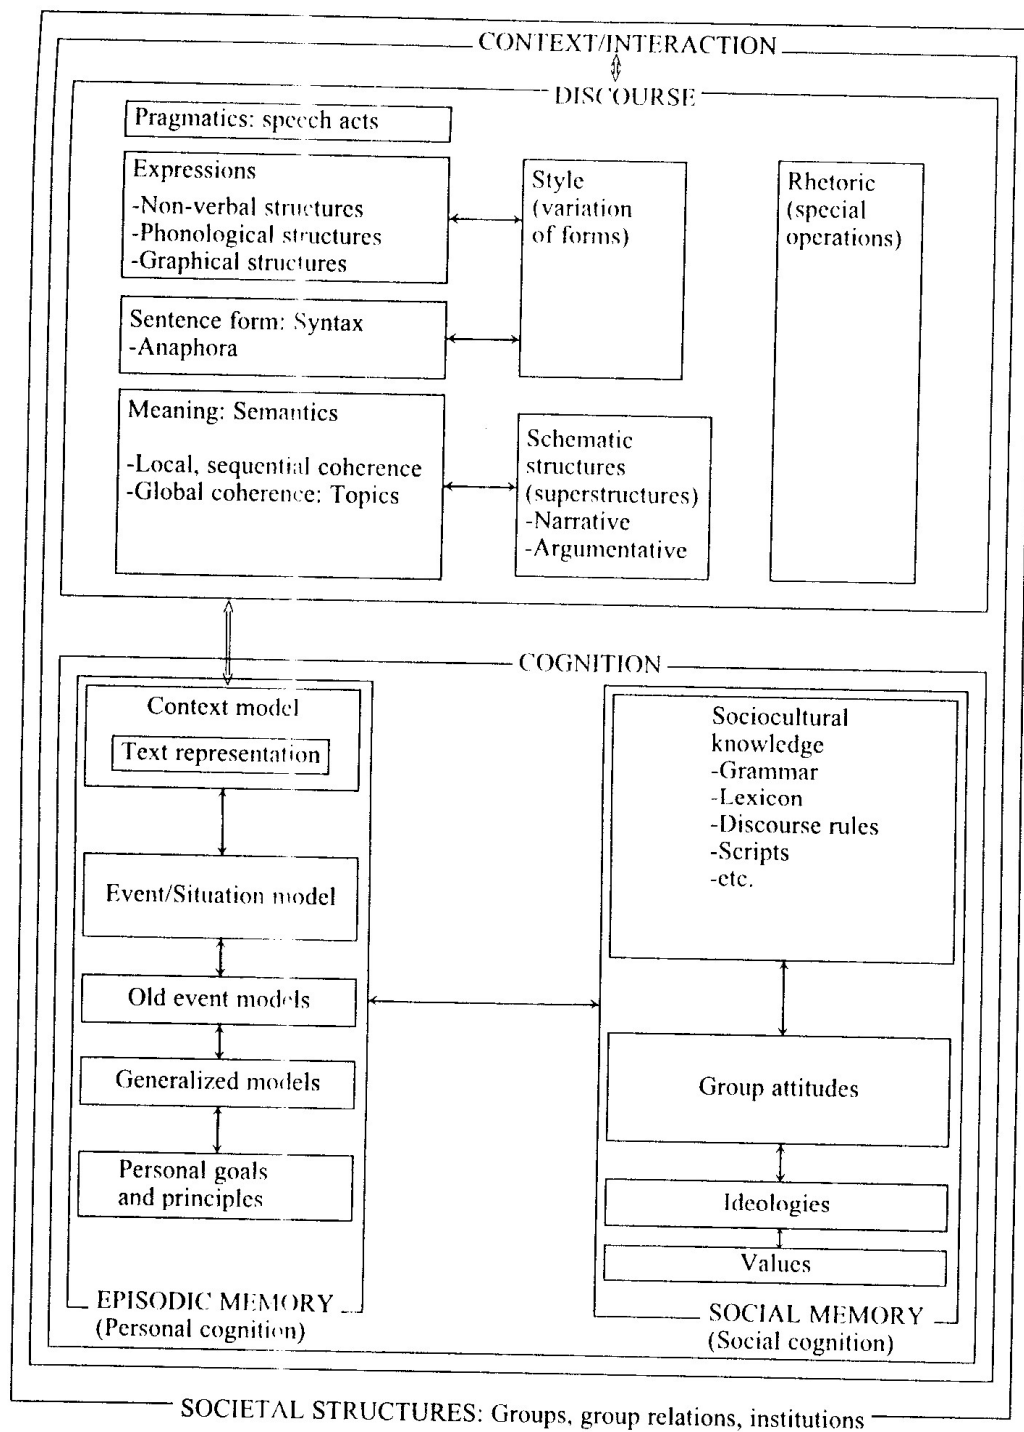 CONTEXT/INTERACTION
DISCOURSE
Pragmatics: speech acts
Expressions
-Non-verbal structures
-Phonological structures
-Graphical structures
Style
(variation
of forms)
Rhetoric
(special
operations)
Sentence form: Syntax
-Anaphora
Meaning: Semantics
-Local, sequential coherence
-Global coherence: Topics
Schematic
structures
(superstructures)
-Narrative
-Argumentative
COGNITION
Context model
Text representation
Event/Situation model
Old event models
Generalized models
Personal goals
and principles
EPISODIC MEMORY
(Personal cognition)
Sociocultural
knowledge
-Grammar
-Lexicon
-Discourse rules
-Scripts
-etc.
Group attitudes
Ideologies
Values
SOCIAL MEMORY
(Social cognition)
SOCIETAL STRUCTURES: Groups, group relations, institutions